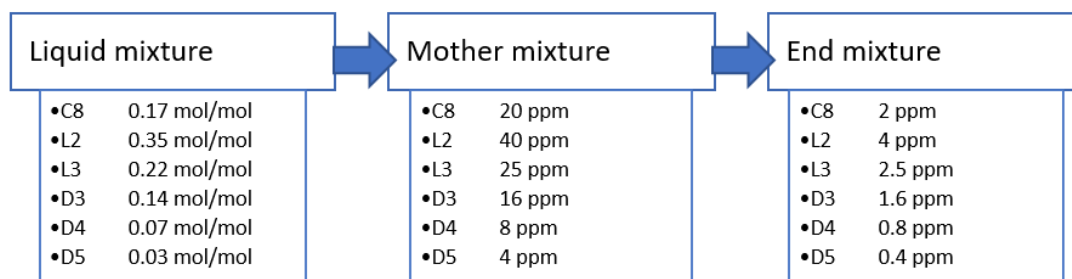 Liquid mixture
•C8 0.17 mol/mol
•L2 0.35 mol/mol
•L3 0.22 mol/mol
•D3 0.14 mol/mol
•D4 0.07 mol/mol
•D5 0.03 mol/mol
Mother mixture
•C8 20 ppm
•L2 40 ppm
•L3 25 ppm
•D3 16 ppm
•D4 8 ppm
•D5 4 ppm
End mixture
•C8 2 ppm
•L2 4 ppm
•L3 2.5 ppm
•D3 1.6 ppm
•D4 0.8 ppm
•D5 0.4 ppm